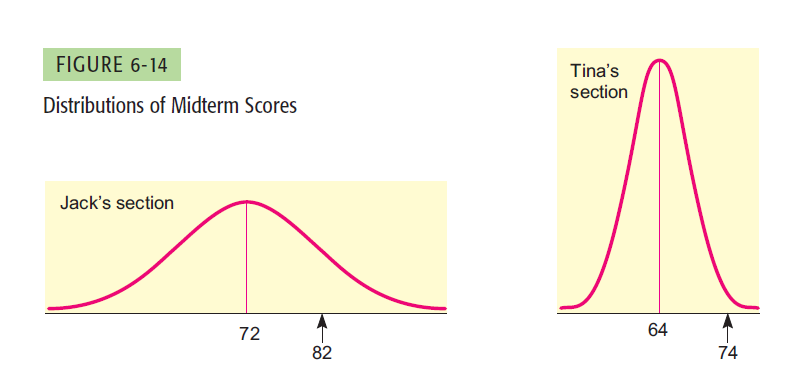 FIGURE 6-14
Distributions of Midterm Scores
Jack's section
72
82
Tina's
section
64
74